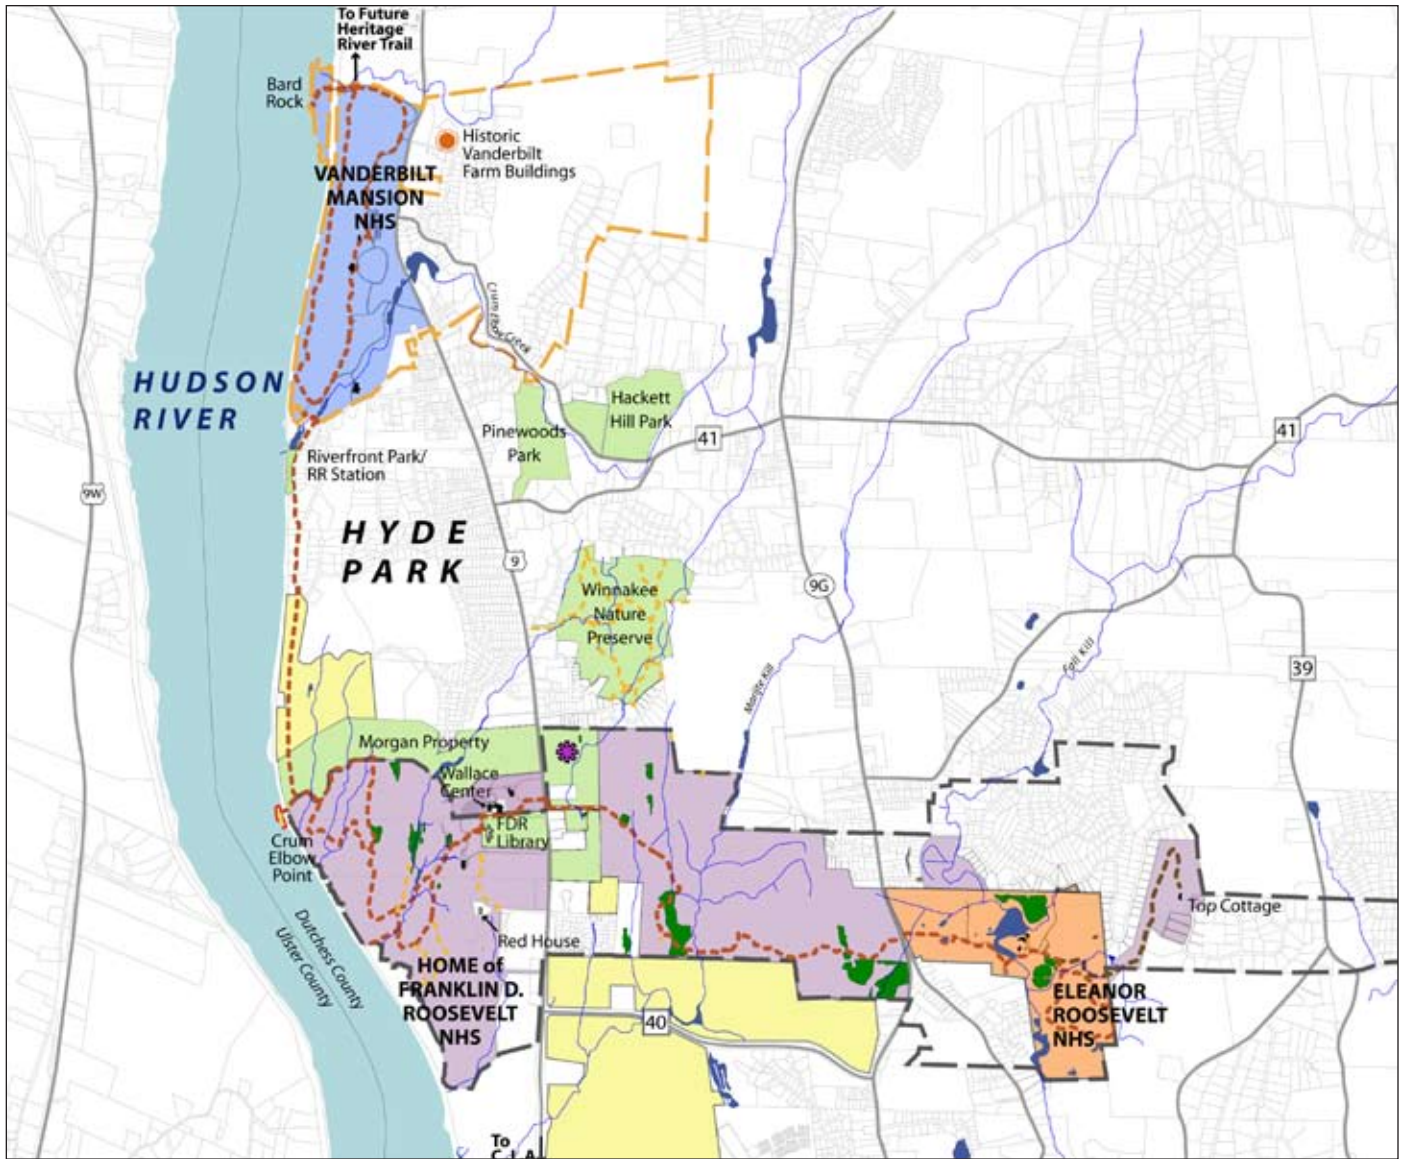 To Future
Heritage
River Trail
Bard
Rock
Historic
Vanderbilt
Farm Buildings
VANDERBILT
MANSION
NHS
Crum Elbow Creek
HUDSON
RIVER
Hackett
Hill Park
Pinewoods
Park
41
41
Riverfront Park/
RR Station
9W
HYDE
PARK
9
9G
Winnakee
Nature
Preserve
Maritje Kill
Fall Kill
39
Morgan Property
Wallace
Center
FDR
Library
Crum
Elbow
Point
Top Cottage
Dutchess County
Ulster County
Red House
HOME of
FRANKLIN D.
ROOSEVELT
NHS
ELEANOR
ROOSEVELT
NHS
40
To
C.I.A.